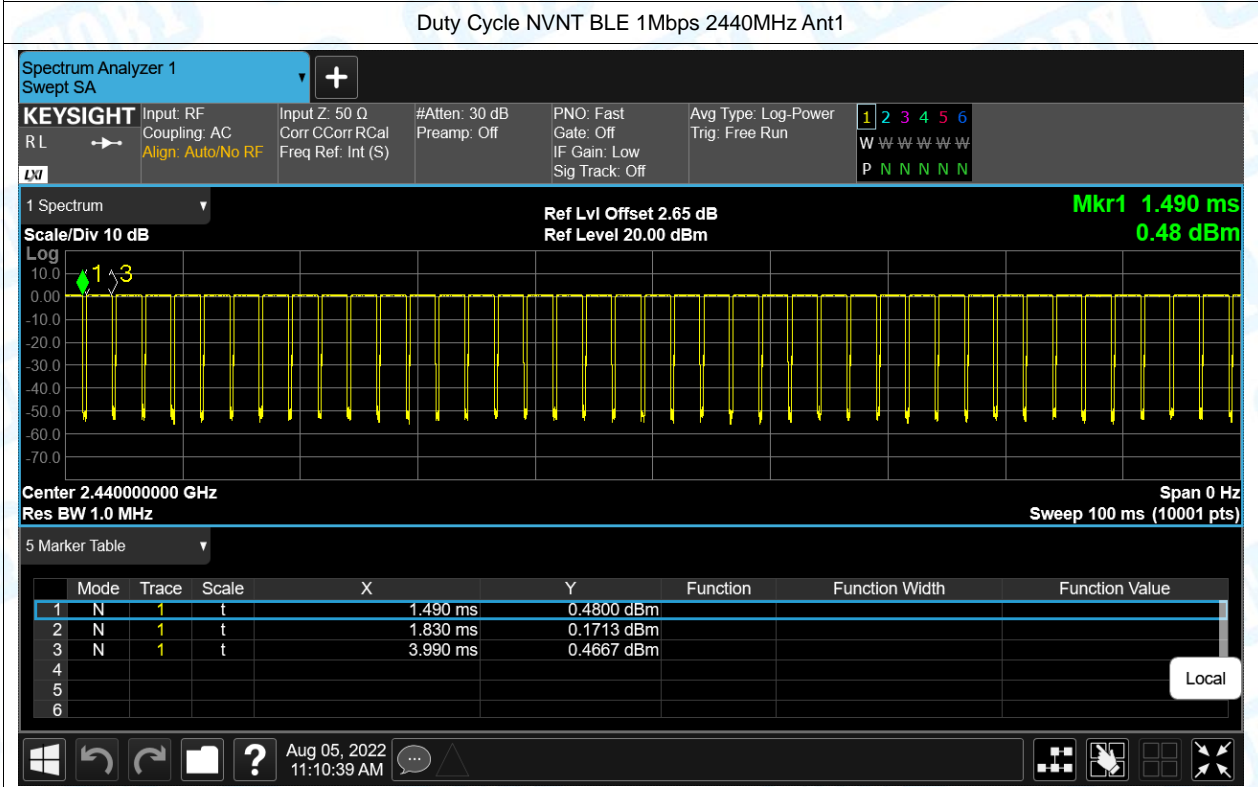 Duty Cycle NVNT BLE 1Mbps 2440MHz Ant1
Spectrum Analyzer 1
Swept SA
KEYSIGHT
RL
LXI
Input: RF
Coupling: AC
Align: Auto/No RF
Input Z: 50 Ω
Corr CCorr RCal
Freq Ref: Int (S)
#Atten: 30 dB
Preamp: Off
PNO: Fast
Gate: Off
IF Gain: Low
Sig Track: Off
Avg Type: Log-Power
Trig: Free Run
1 2 3 4 5 6
W W W W W W
P N N N N N
1 Spectrum
Scale/Div 10 dB
Ref Lvl Offset 2.65 dB
Ref Level 20.00 dBm
Mkr1 1.490 ms
0.48 dBm
Log
10.0
0.00
-10.0
-20.0
-30.0
-40.0
-50.0
-60.0
-70.0
1 3
Center 2.440000000 GHz
Res BW 1.0 MHz
Span 0 Hz
Sweep 100 ms (10001 pts)
5 Marker Table
Mode Trace Scale X Y Function Function Width Function Value
1 N 1 t 1.490 ms 0.4800 dBm
2 N 1 t 1.830 ms 0.1713 dBm
3 N 1 t 3.990 ms 0.4667 dBm
4
5
6
Local
?
Aug 05, 2022
11:10:39 AM